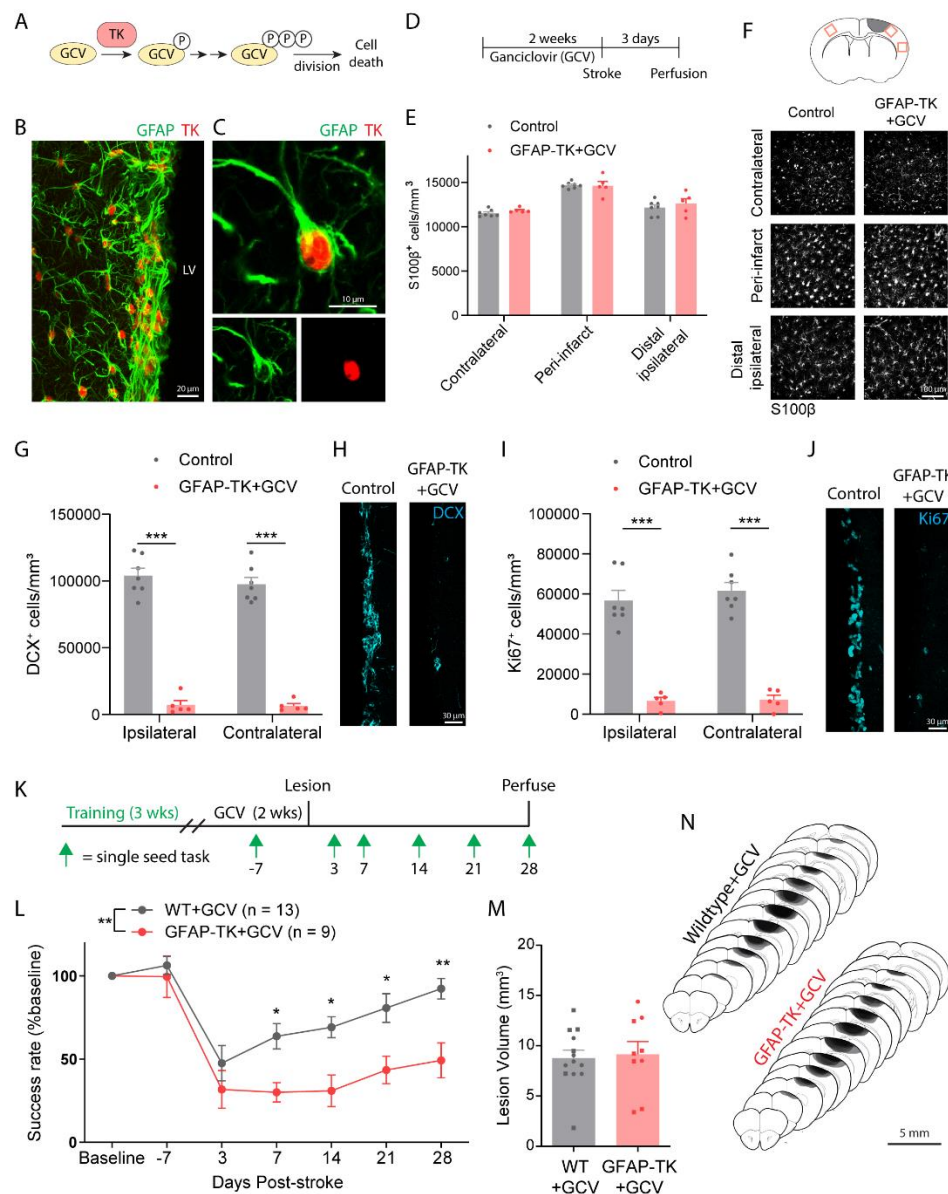 A
GCV
TK
GCV
P
GCV
P P P
Cell
division
Cell
death
B
GFAP TK
LV
20 µm
C
GFAP TK
10 µm
D
2 weeks
3 days
Ganciclovir (GCV)
Stroke
Perfusion
E
Control
GFAP-TK+GCV
S100β+ cells/mm³
15000
10000
5000
0
Contralateral
Peri-infarct
Distal
ipsilateral
F
Control
GFAP-TK
+GCV
Contralateral
Peri-infarct
Distal
ipsilateral
100 µm
S100β
G
Control
GFAP-TK+GCV
DCX+ cells/mm³
150000
100000
50000
0
***
***
Ipsilateral
Contralateral
H
Control
GFAP-TK
+GCV
DCX
30 µm
I
Control
GFAP-TK+GCV
Ki67+ cells/mm³
100000
80000
60000
40000
20000
0
***
***
Ipsilateral
Contralateral
J
Control
GFAP-TK
+GCV
Ki67
30 µm
K
Training (3 wks)
GCV (2 wks)
Lesion
Perfuse
= single seed task
-7
3
7
14
21
28
L
**
WT+GCV (n = 13)
GFAP-TK+GCV (n = 9)
Success rate (%baseline)
100
50
0
*
*
*
**
Baseline
-7
3
7
14
21
28
Days Post-stroke
M
Lesion Volume (mm³)
20
15
10
5
0
WT
+GCV
GFAP-TK
+GCV
N
Wildtype+GCV
GFAP-TK+GCV
5 mm